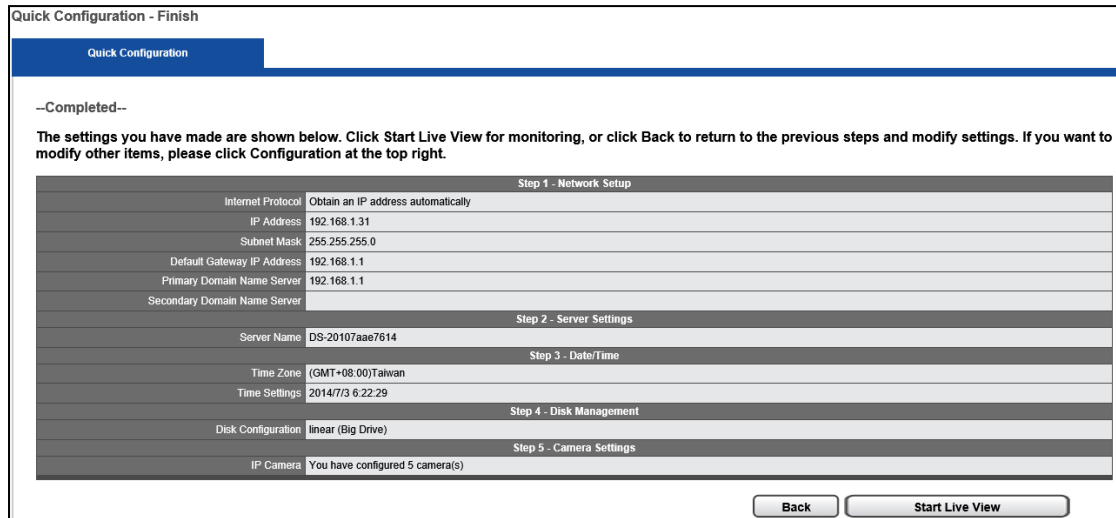 Quick Configuration - Finish
Quick Configuration
--Completed--
The settings you have made are shown below. Click Start Live View for monitoring, or click Back to return to the previous steps and modify settings. If you want to
modify other items, please click Configuration at the top right.
Step 1 - Network Setup
Internet Protocol Obtain an IP address automatically
IP Address 192.168.1.31
Subnet Mask 255.255.255.0
Default Gateway IP Address 192.168.1.1
Primary Domain Name Server 192.168.1.1
Secondary Domain Name Server
Step 2 - Server Settings
Server Name DS-20107aae7614
Step 3 - Date/Time
Time Zone (GMT+08:00)Taiwan
Time Settings 2014/7/3 6:22:29
Step 4 - Disk Management
Disk Configuration linear (Big Drive)
Step 5 - Camera Settings
IP Camera You have configured 5 camera(s)
Back Start Live View